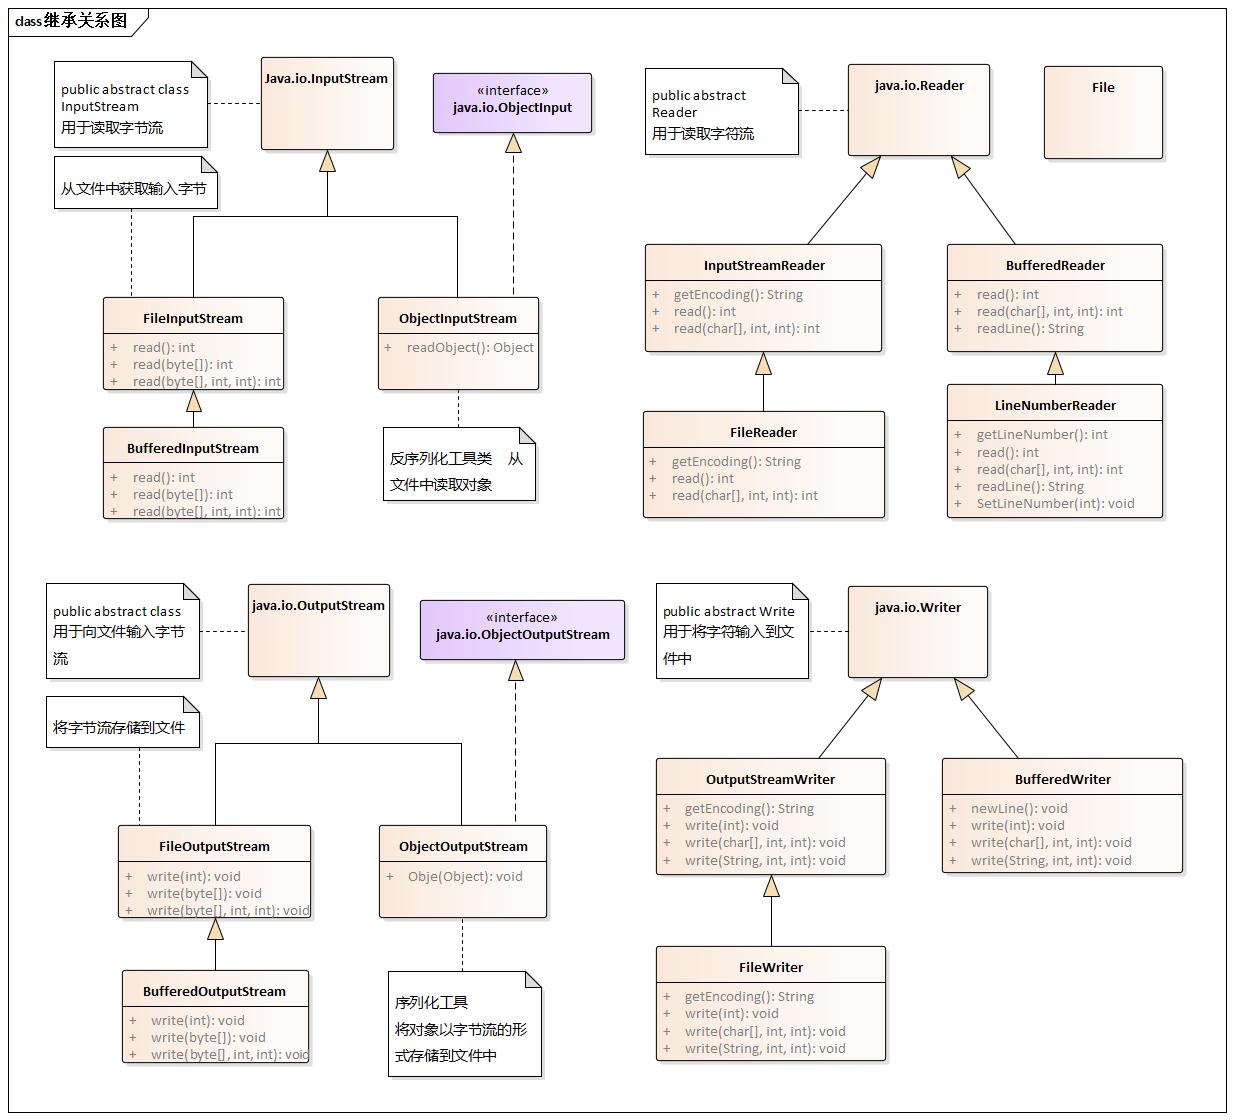 class 继承关系图
public abstract class
InputStream
用于读取字节流
Java.io.InputStream
«interface»
java.io.ObjectInput
从文件中获取输入字节
FileInputStream
+ read(): int
+ read(byte[]): int
+ read(byte[], int, int): int
ObjectInputStream
+ readObject(): Object
BufferedInputStream
+ read(): int
+ read(byte[]): int
+ read(byte[], int, int): int
反序列化工具类 从
文件中读取对象
public abstract
Reader
用于读取字符流
java.io.Reader
File
InputStreamReader
+ getEncoding(): String
+ read(): int
+ read(char[], int, int): int
BufferedReader
+ read(): int
+ read(char[], int, int): int
+ readLine(): String
FileReader
+ getEncoding(): String
+ read(): int
+ read(char[], int, int): int
LineNumberReader
+ getLineNumber(): int
+ read(): int
+ read(char[], int, int): int
+ readLine(): String
+ SetLineNumber(int): void
public abstract class
用于向文件输入字节
流
java.io.OutputStream
«interface»
java.io.ObjectOutputStream
将字节流存储到文件
FileOutputStream
+ write(int): void
+ write(byte[]): void
+ write(byte[], int, int): void
ObjectOutputStream
+ Obje(Object): void
BufferedOutputStream
+ write(int): void
+ write(byte[]): void
+ write(byte[], int, int): void
序列化工具
将对象以字节流的形
式存储到文件中
public abstract Write
用于将字符输入到文
件中
java.io.Writer
OutputStreamWriter
+ getEncoding(): String
+ write(int): void
+ write(char[], int, int): void
+ write(String, int, int): void
BufferedWriter
+ newLine(): void
+ write(int): void
+ write(char[], int, int): void
+ write(String, int, int): void
FileWriter
+ getEncoding(): String
+ write(int): void
+ write(char[], int, int): void
+ write(String, int, int): void